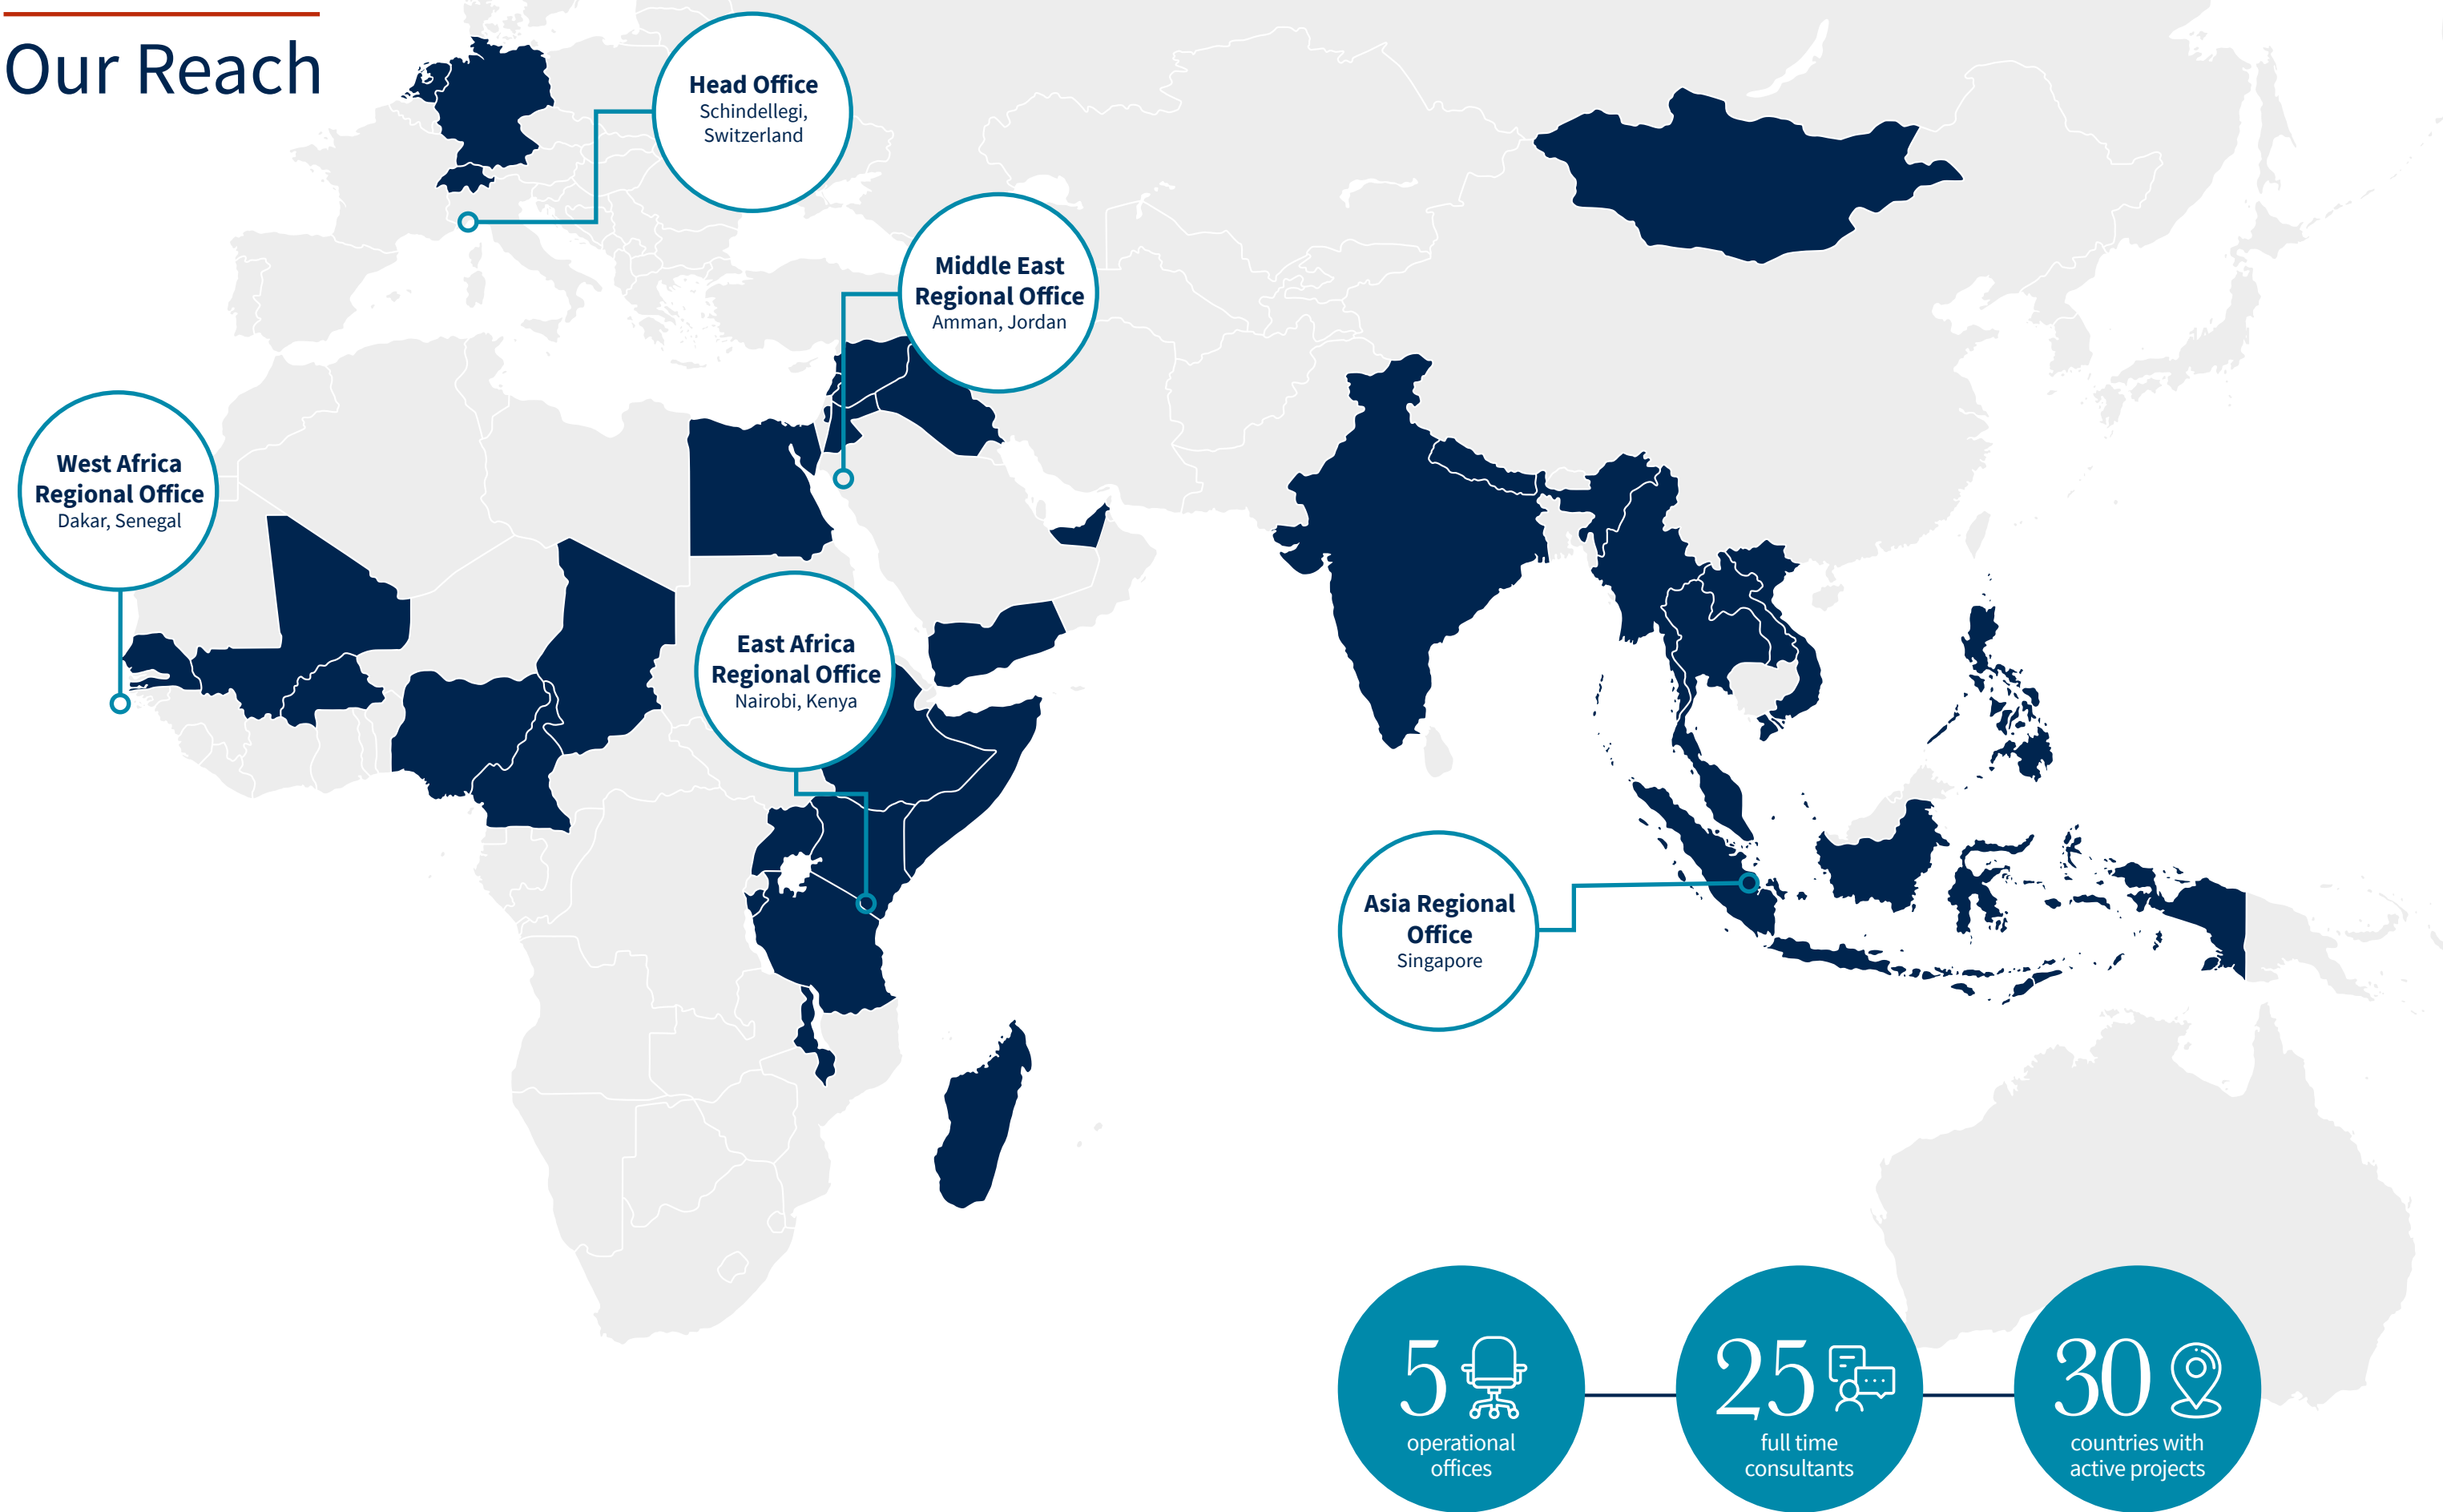 Our Reach
Head Office
Schindellegi,
Switzerland
Middle East
Regional Office
Amman, Jordan
West Africa
Regional Office
Dakar, Senegal
East Africa
Regional Office
Nairobi, Kenya
Asia Regional
Office
Singapore
5
operational
offices
25
full time
consultants
30
countries with
active projects